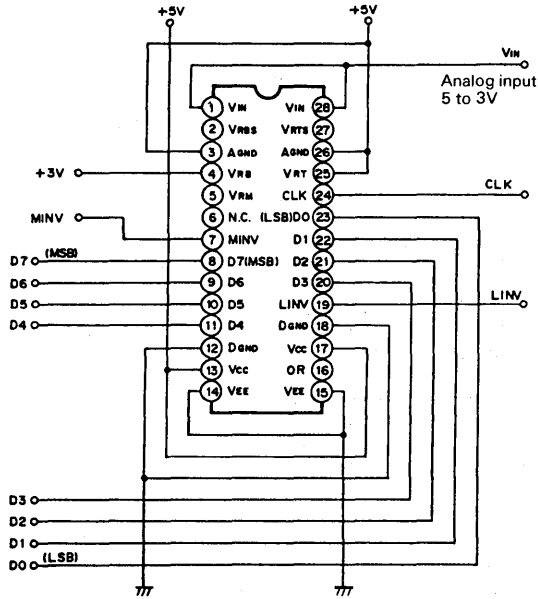 +5V
+5V
VIN
Analog input
5 to 3V
1 VIN VIN 28
2 VRBS VRTS 27
3 AGND AGND 26
+3V 4 VRB VRT 25
5 VRM CLK 24 CLK
MINV 6 N.C. (LSB)D0 23
7 MINV D1 22
D7 (MSB) 8 D7(MSB) D2 21
D6 9 D6 D3 20
D5 10 D5 LINV 19 LINV
D4 11 D4 DGND 18
12 DGND VCC 17
13 VCC OR 16
14 VEE VEE 15
D3
D2
D1
D0 (LSB)